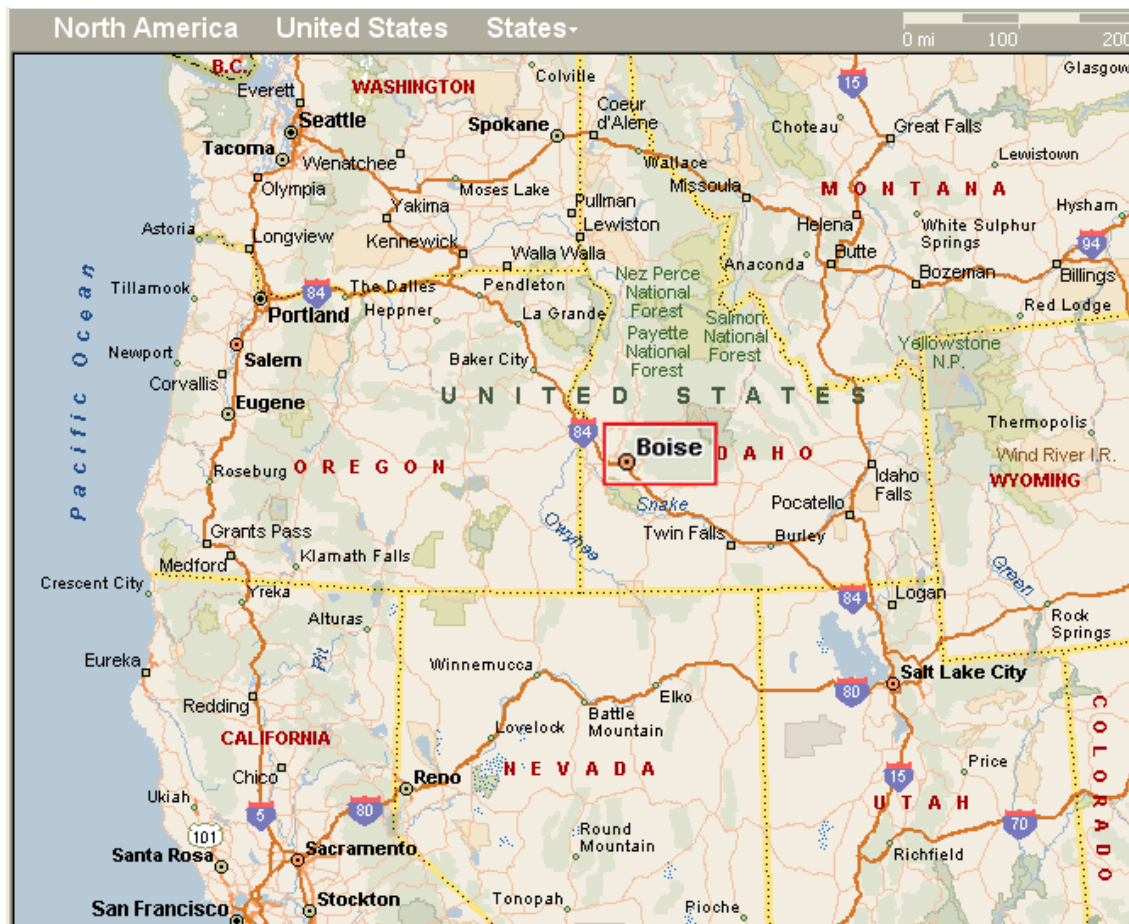 North America United States States
0 mi 100 200
B.C.
WASHINGTON
Colville
15
Glasgow
Everett
Coeur
d'Alene
Seattle
Spokane
Choteau
Great Falls
Tacoma
Wenatchee
Wallace
Lewistown
Olympia
Moses Lake
Missoula
MONTANA
Pullman
Yakima
Lewiston
Helena
White Sulphur
Springs
Hysham
Astoria
Longview
Kennewick
Walla Walla
Butte
94
Anaconda
Bozeman
Billings
Tillamook
84
The Dalles
Pendleton
Nez Perce
National
Forest
Portland
Heppner
La Grande
Salmon
National
Forest
Red Lodge
Payette
National
Forest
Yellowstone
N.P.
Pacific Ocean
Newport
Salem
Baker City
Corvallis
UNITED STATES
Eugene
84
Boise
IDAHO
Thermopolis
Wind River I.R.
WYOMING
Roseburg
OREGON
Idaho
Falls
Snake
Pocatello
Owyhee
Twin Falls
Burley
Grants Pass
Klamath Falls
Medford
Green
Crescent City
Yreka
84
Logan
Alturas
Rock
Springs
Pit
Eureka
Winnemucca
Elko
80
Salt Lake City
Redding
Battle
Mountain
Lovelock
COLORADO
CALIFORNIA
NEVADA
Chico
Reno
15
Price
Ukiah
5
80
UTAH
101
Round
Mountain
70
Santa Rosa
Sacramento
Richfield
Stockton
Tonopah
Pioche
San Francisco